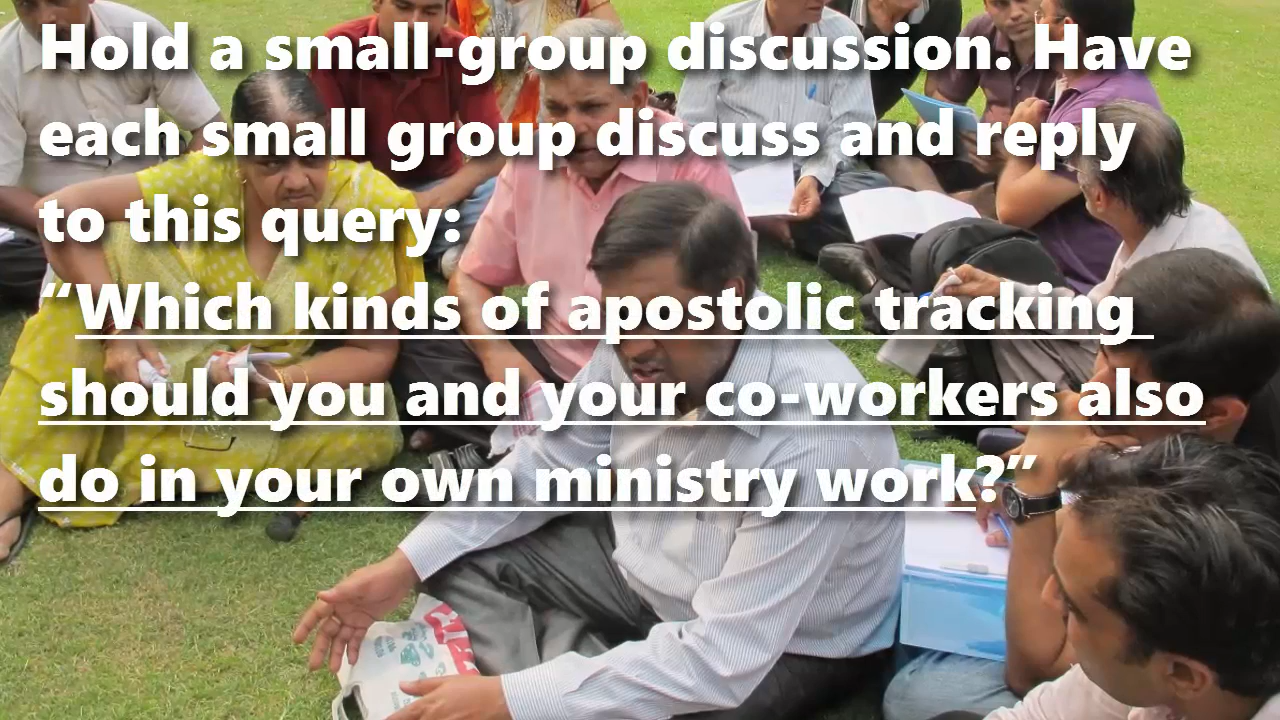 Hold a small-group discussion. Have
each small group discuss and reply
to this query:
“Which kinds of apostolic tracking
should you and your co-workers also
do in your own ministry work?”